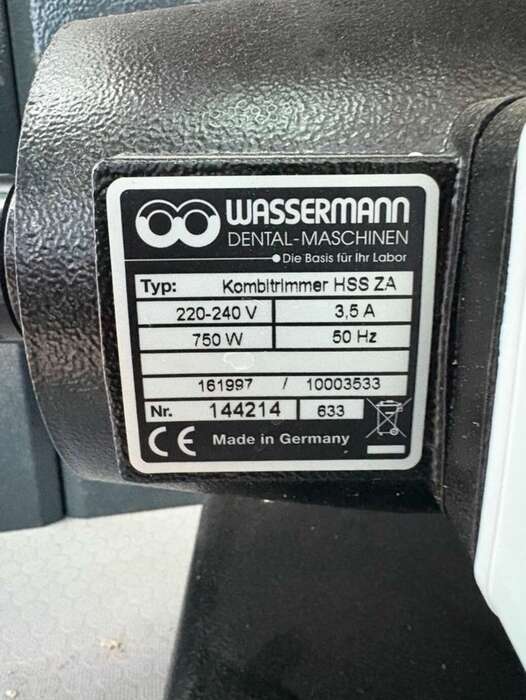 WASSERMANN
DENTAL-MASCHINEN
Die Basis für Ihr Labor
Typ: Kombitrimmer HSS ZA
220-240 V 3,5 A
750 W 50 Hz
161997 / 10003533
Nr. 144214 633
CE Made in Germany